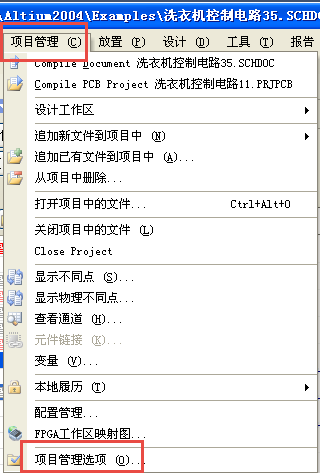 \Altium2004\Examples\洗衣机控制电路35.SCHDOC
项目管理 (C) 放置 (P) 设计 (D) 工具 (T) 报告
Compile Document 洗衣机控制电路35.SCHDOC
Compile PCB Project 洗衣机控制电路11.PRJPCB
设计工作区
追加新文件到项目中 (N)
追加已有文件到项目中 (A)...
从项目中删除...
打开项目中的文件... Ctrl+Alt+O
关闭项目中的文件 (L)
Close Project
显示不同点 (S)...
显示物理不同点...
查看通道 (H)...
元件链接 (K)...
变量 (V)...
本地履历 (T)
配置管理...
FPGA工作区映射图...
项目管理选项 (O)...